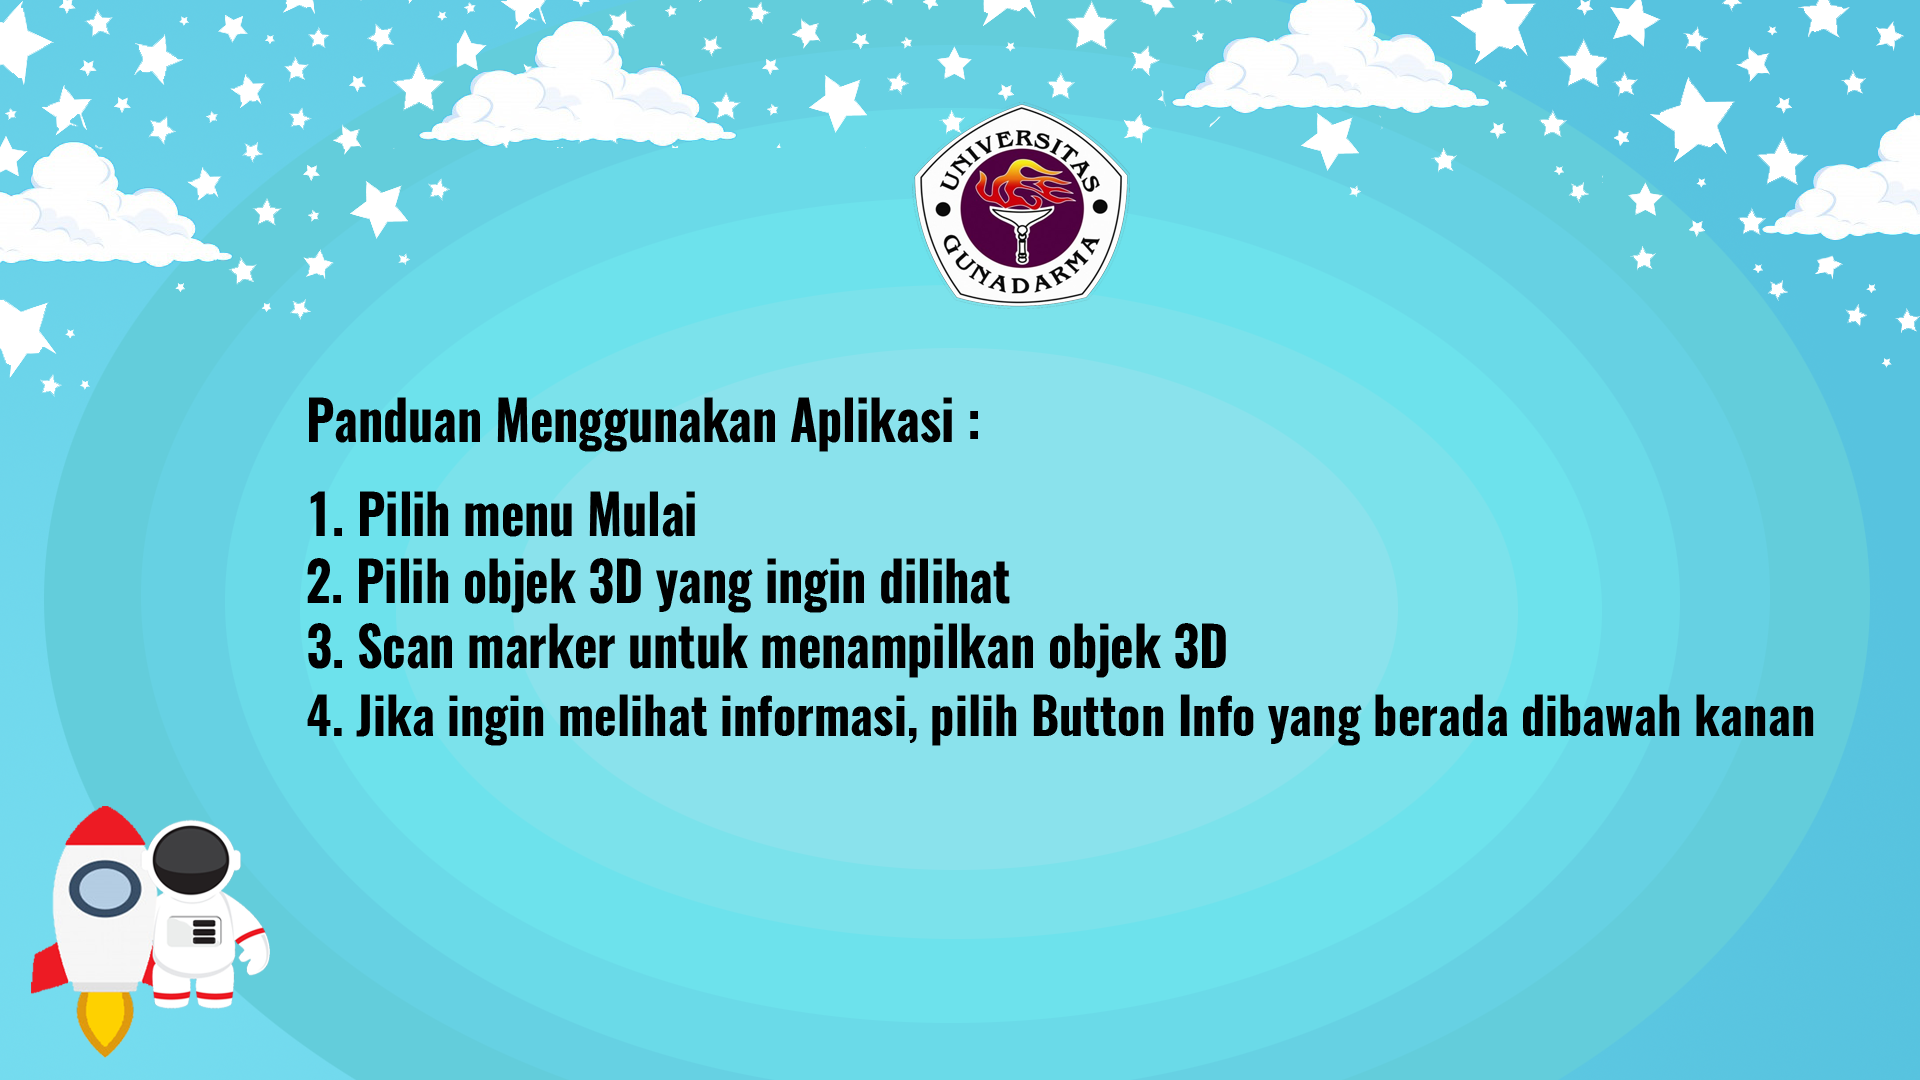 UNIVERSITAS
GUNADARMA
Panduan Menggunakan Aplikasi :
1. Pilih menu Mulai
2. Pilih objek 3D yang ingin dilihat
3. Scan marker untuk menampilkan objek 3D
4. Jika ingin melihat informasi, pilih Button Info yang berada dibawah kanan